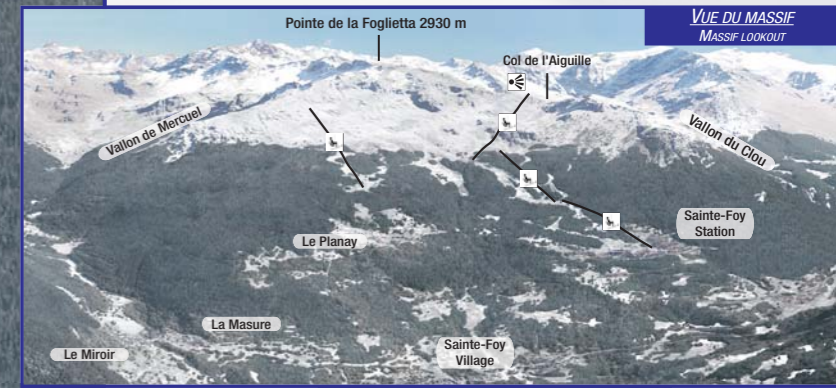 VUE DU MASSIF
MASSIF LOOKOUT
Pointe de la Foglietta 2930 m
Col de l'Aiguille
Vallon de Mercuel
Vallon du Clou
Sainte-Foy
Station
Le Planay
La Masure
Le Miroir
Sainte-Foy
Village